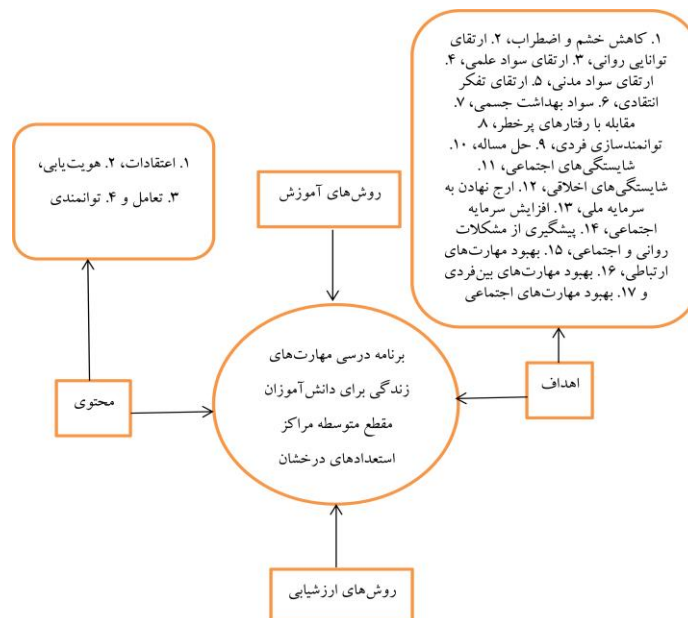 ۱. کاهش خشم و اضطراب، ۲. ارتقای
توانایی روانی، ۳. ارتقای سواد علمی، ۴.
ارتقای سواد مدنی، ۵. ارتقای تفکر
انتقادی، ۶. سواد بهداشت جسمی، ۷.
مقابله با رفتارهای پرخطر، ۸.
توانمندسازی فردی، ۹. حل مساله، ۱۰.
شایستگی‌های اجتماعی، ۱۱.
شایستگی‌های اخلاقی، ۱۲. ارج نهادن به
سرمایه ملی، ۱۳. افزایش سرمایه
اجتماعی، ۱۴. پیشگیری از مشکلات
روانی و اجتماعی، ۱۵. بهبود مهارت‌های
ارتباطی، ۱۶. بهبود مهارت‌های بین‌فردی
و ۱۷. بهبود مهارت‌های اجتماعی
۱. اعتقادات، ۲. هویت‌یابی،
۳. تعامل و ۴. توانمندی
روش‌های آموزش
برنامه درسی مهارت‌های
زندگی برای دانش‌آموزان
مقطع متوسطه مراکز
استعدادهای درخشان
اهداف
محتوی
روش‌های ارزشیابی